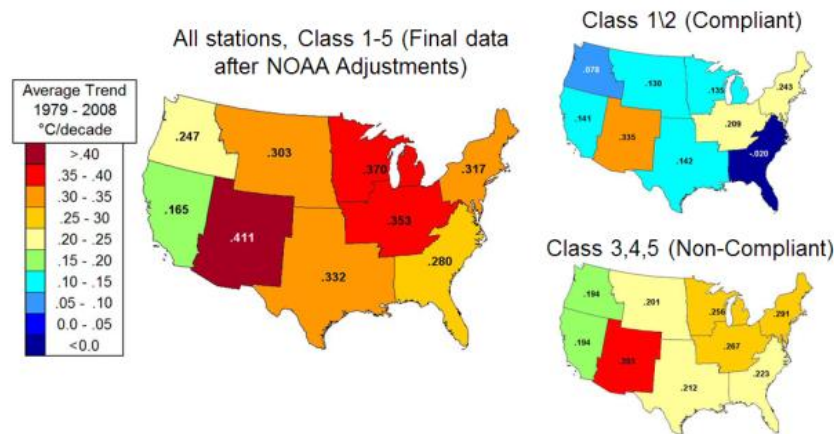 All stations, Class 1-5 (Final data
after NOAA Adjustments)
Average Trend
1979 - 2008
°C/decade
>.40
.35 - .40
.30 - .35
.25 - 30
.20 - .25
.15 - .20
.10 - .15
.05 - .10
0.0 - .05
<0.0
.247
.303
.370
.317
.165
.411
.353
.332
.280
Class 1\2 (Compliant)
.078
.130
.135
.243
.141
.335
.209
.142
-.020
Class 3,4,5 (Non-Compliant)
.194
.201
.256
.291
.194
.267
.212
.223